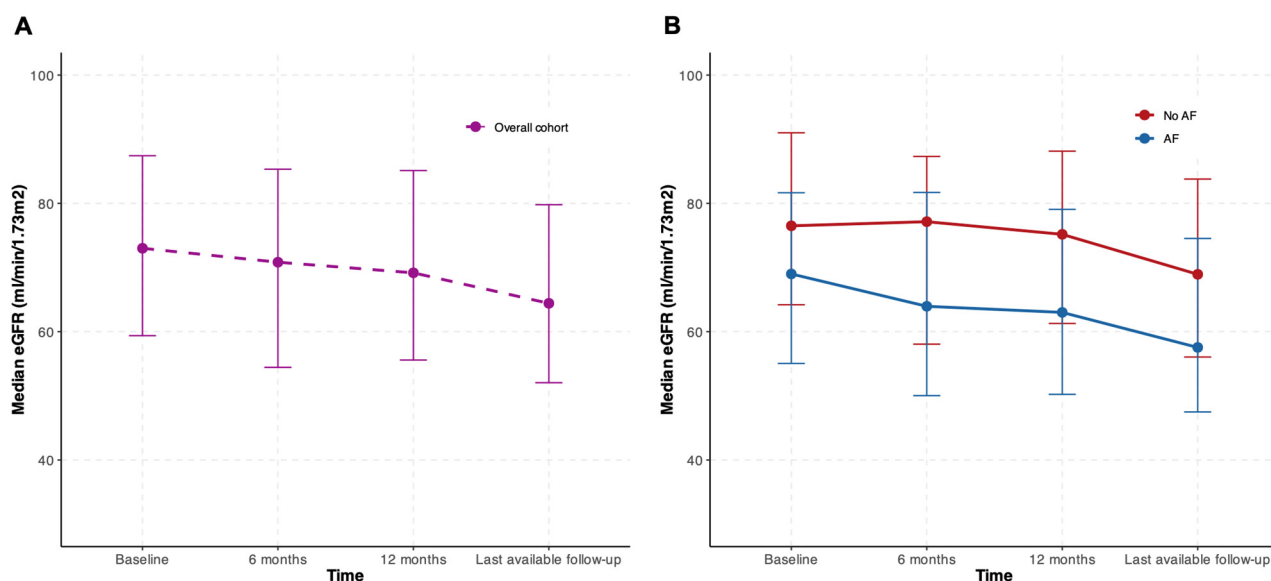 A
Median eGFR (ml/min/1.73m2)
100
80
60
40
Overall cohort
Baseline
6 months
12 months
Last available follow-up
Time
B
Median eGFR (ml/min/1.73m2)
100
80
60
40
No AF
AF
Baseline
6 months
12 months
Last available follow-up
Time